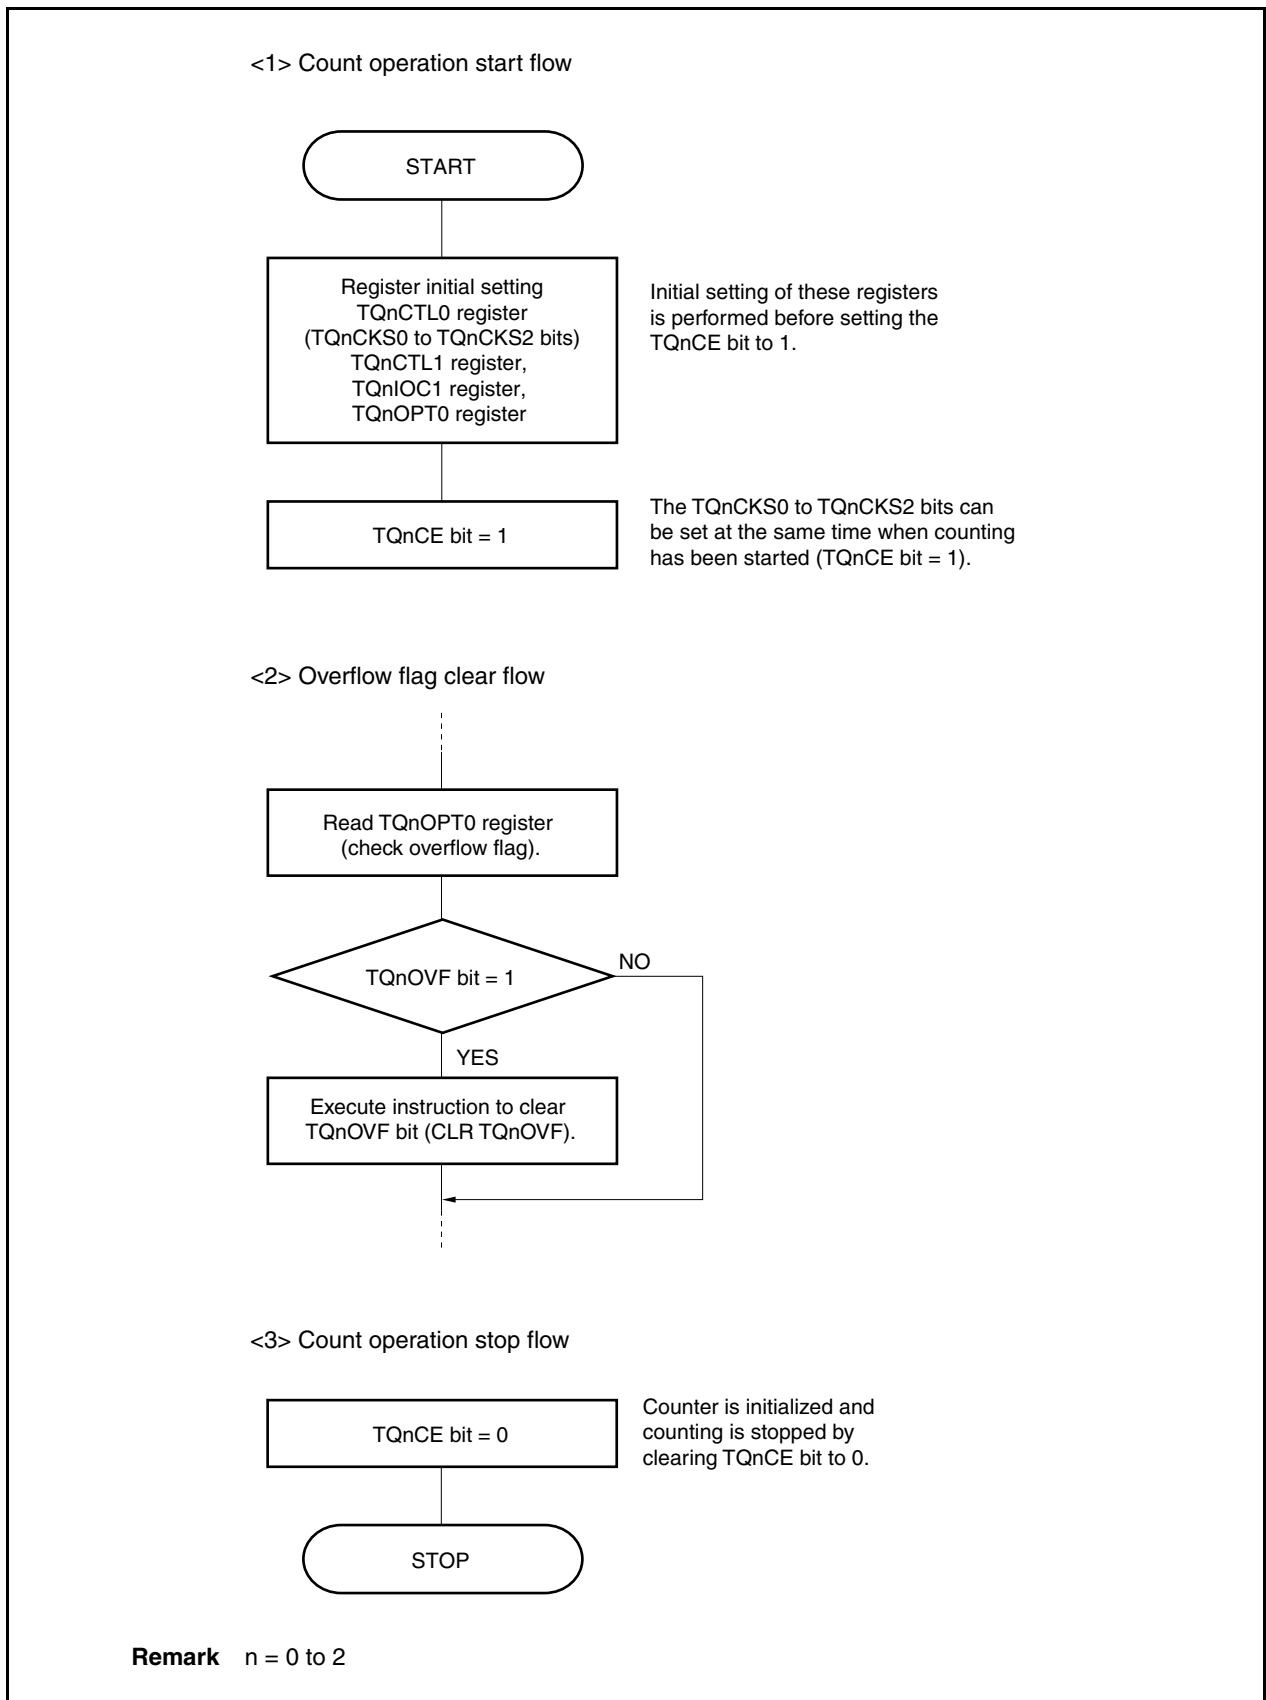 <1> Count operation start flow
START
Register initial setting
TQnCTL0 register
(TQnCKS0 to TQnCKS2 bits)
TQnCTL1 register,
TQnIOC1 register,
TQnOPT0 register
Initial setting of these registers
is performed before setting the
TQnCE bit to 1.
TQnCE bit = 1
The TQnCKS0 to TQnCKS2 bits can
be set at the same time when counting
has been started (TQnCE bit = 1).
<2> Overflow flag clear flow
Read TQnOPT0 register
(check overflow flag).
TQnOVF bit = 1
NO
YES
Execute instruction to clear
TQnOVF bit (CLR TQnOVF).
<3> Count operation stop flow
TQnCE bit = 0
Counter is initialized and
counting is stopped by
clearing TQnCE bit to 0.
STOP
Remark n = 0 to 2